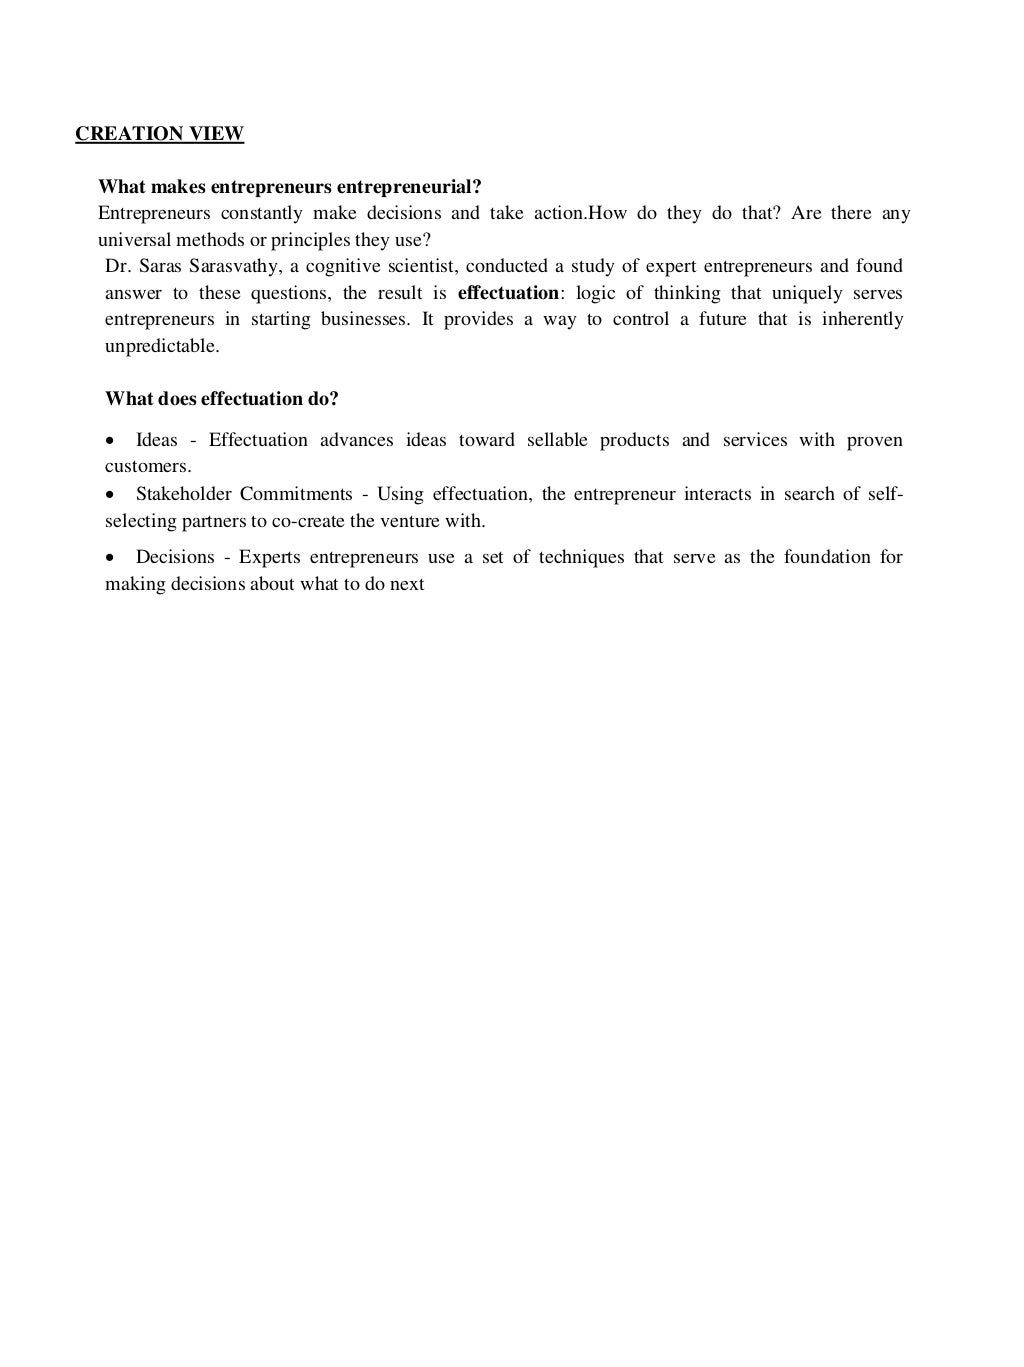 CREATION VIEW
What makes entrepreneurs entrepreneurial?
Entrepreneurs constantly make decisions and take action.How do they do that? Are there any
universal methods or principles they use?
Dr. Saras Sarasvathy, a cognitive scientist, conducted a study of expert entrepreneurs and found
answer to these questions, the result is effectuation: logic of thinking that uniquely serves
entrepreneurs in starting businesses. It provides a way to control a future that is inherently
unpredictable.
What does effectuation do?
• Ideas - Effectuation advances ideas toward sellable products and services with proven
customers.
• Stakeholder Commitments - Using effectuation, the entrepreneur interacts in search of self-
selecting partners to co-create the venture with.
• Decisions - Experts entrepreneurs use a set of techniques that serve as the foundation for
making decisions about what to do next